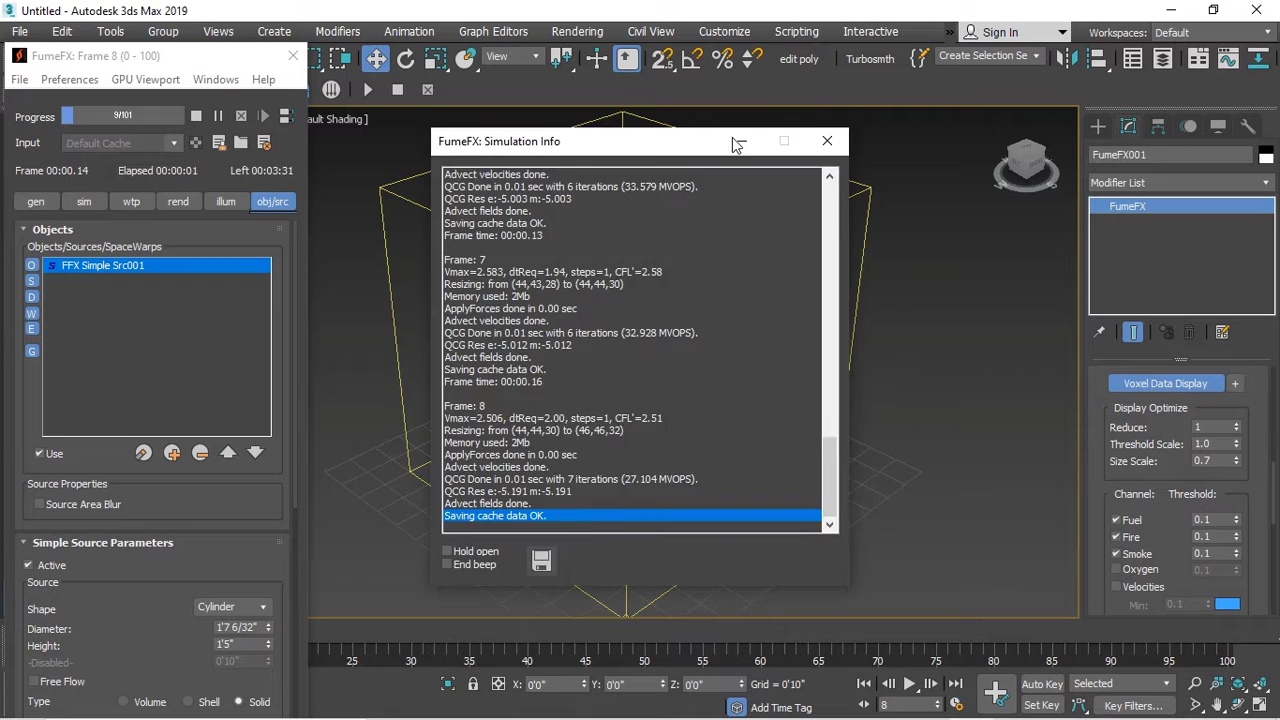 Untitled - Autodesk 3ds Max 2019
File Edit Tools Group Views Create Modifiers Animation Graph Editors Rendering Civil View Customize Scripting Interactive » Sign In Workspaces: Default
FumeFX: Frame 8 (0 - 100)
View
Create Selection Se
edit poly
Turbosmth
File Preferences GPU Viewport Windows Help
Progress 9/101
ault Shading ]
Input Default Cache
Frame 00:00.14 Elapsed 00:00:01 Left 00:03:31
gen sim wtp rend illum obj/src
Objects
Objects/Sources/SpaceWarps
O S FFX Simple Src001
S
D
W
E
G
Use
Source Properties
Source Area Blur
Simple Source Parameters
Active
Source
Shape Cylinder
Diameter: 1'7 6/32"
Height: 1'5"
-Disabled- 0'10"
Free Flow
Type Volume Shell Solid
FumeFX: Simulation Info
Advect velocities done.
QCG Done in 0.01 sec with 6 iterations (33.579 MVOPS).
QCG Res e:-5.003 m:-5.003
Advect fields done.
Saving cache data OK.
Frame time: 00:00.13
Frame: 7
Vmax=2.583, dtReq=1.94, steps=1, CFL'=2.58
Resizing: from (44,43,28) to (44,44,30)
Memory used: 2Mb
ApplyForces done in 0.00 sec
Advect velocities done.
QCG Done in 0.01 sec with 6 iterations (32.928 MVOPS).
QCG Res e:-5.012 m:-5.012
Advect fields done.
Saving cache data OK.
Frame time: 00:00.16
Frame: 8
Vmax=2.506, dtReq=2.00, steps=1, CFL'=2.51
Resizing: from (44,44,30) to (46,46,32)
Memory used: 2Mb
ApplyForces done in 0.00 sec
Advect velocities done.
QCG Done in 0.01 sec with 7 iterations (27.104 MVOPS).
QCG Res e:-5.191 m:-5.191
Advect fields done.
Saving cache data OK.
Hold open
End beep
FumeFX001
Modifier List
FumeFX
Voxel Data Display +
Display Optimize
Reduce: 1
Threshold Scale: 1.0
Size Scale: 0.7
Channel: Threshold:
Fuel 0.1
Fire 0.1
Smoke 0.1
Oxygen 0.1
Velocities
Min: 0.1
25 30 35 40 45 50 55 60 65 70 75 80 85 90 95 100
X: 0'0" Y: 0'0" Z: 0'0" Grid = 0'10"
Auto Key Selected
Add Time Tag
8
Set Key Key Filters...